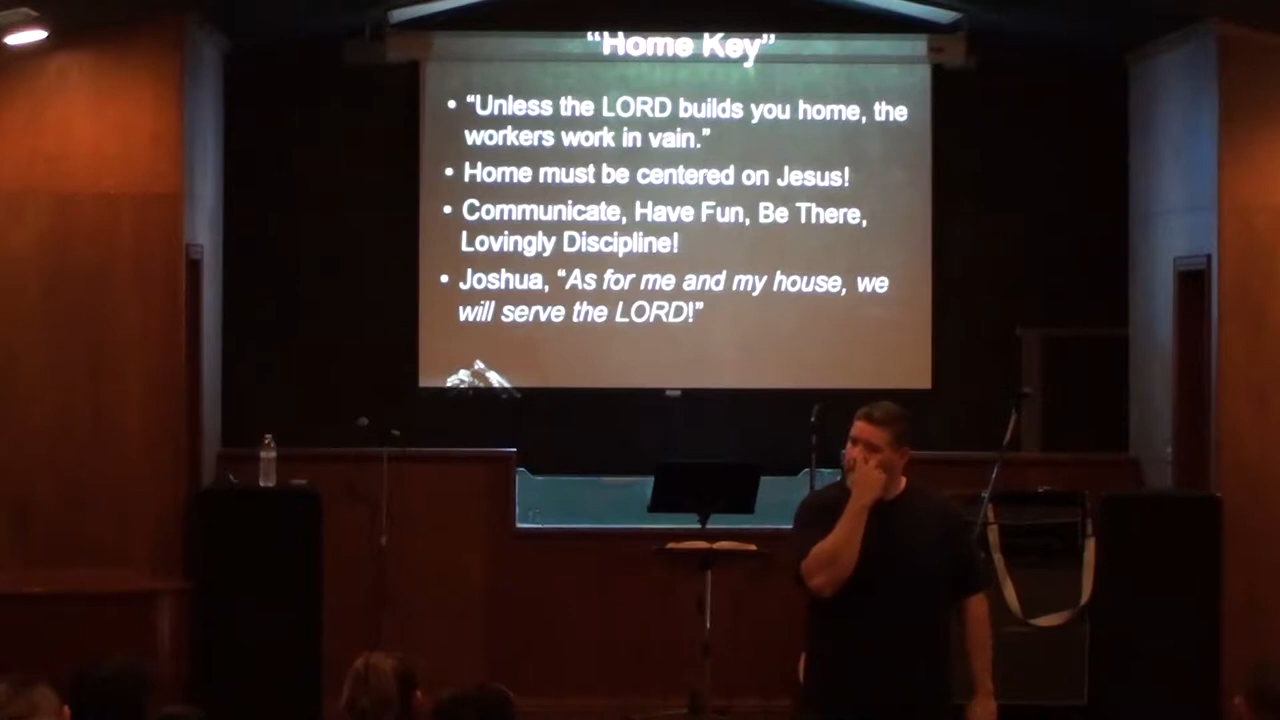 “Home Key”
• “Unless the LORD builds you home, the
workers work in vain.”
• Home must be centered on Jesus!
• Communicate, Have Fun, Be There,
Lovingly Discipline!
• Joshua, “As for me and my house, we
will serve the LORD!”